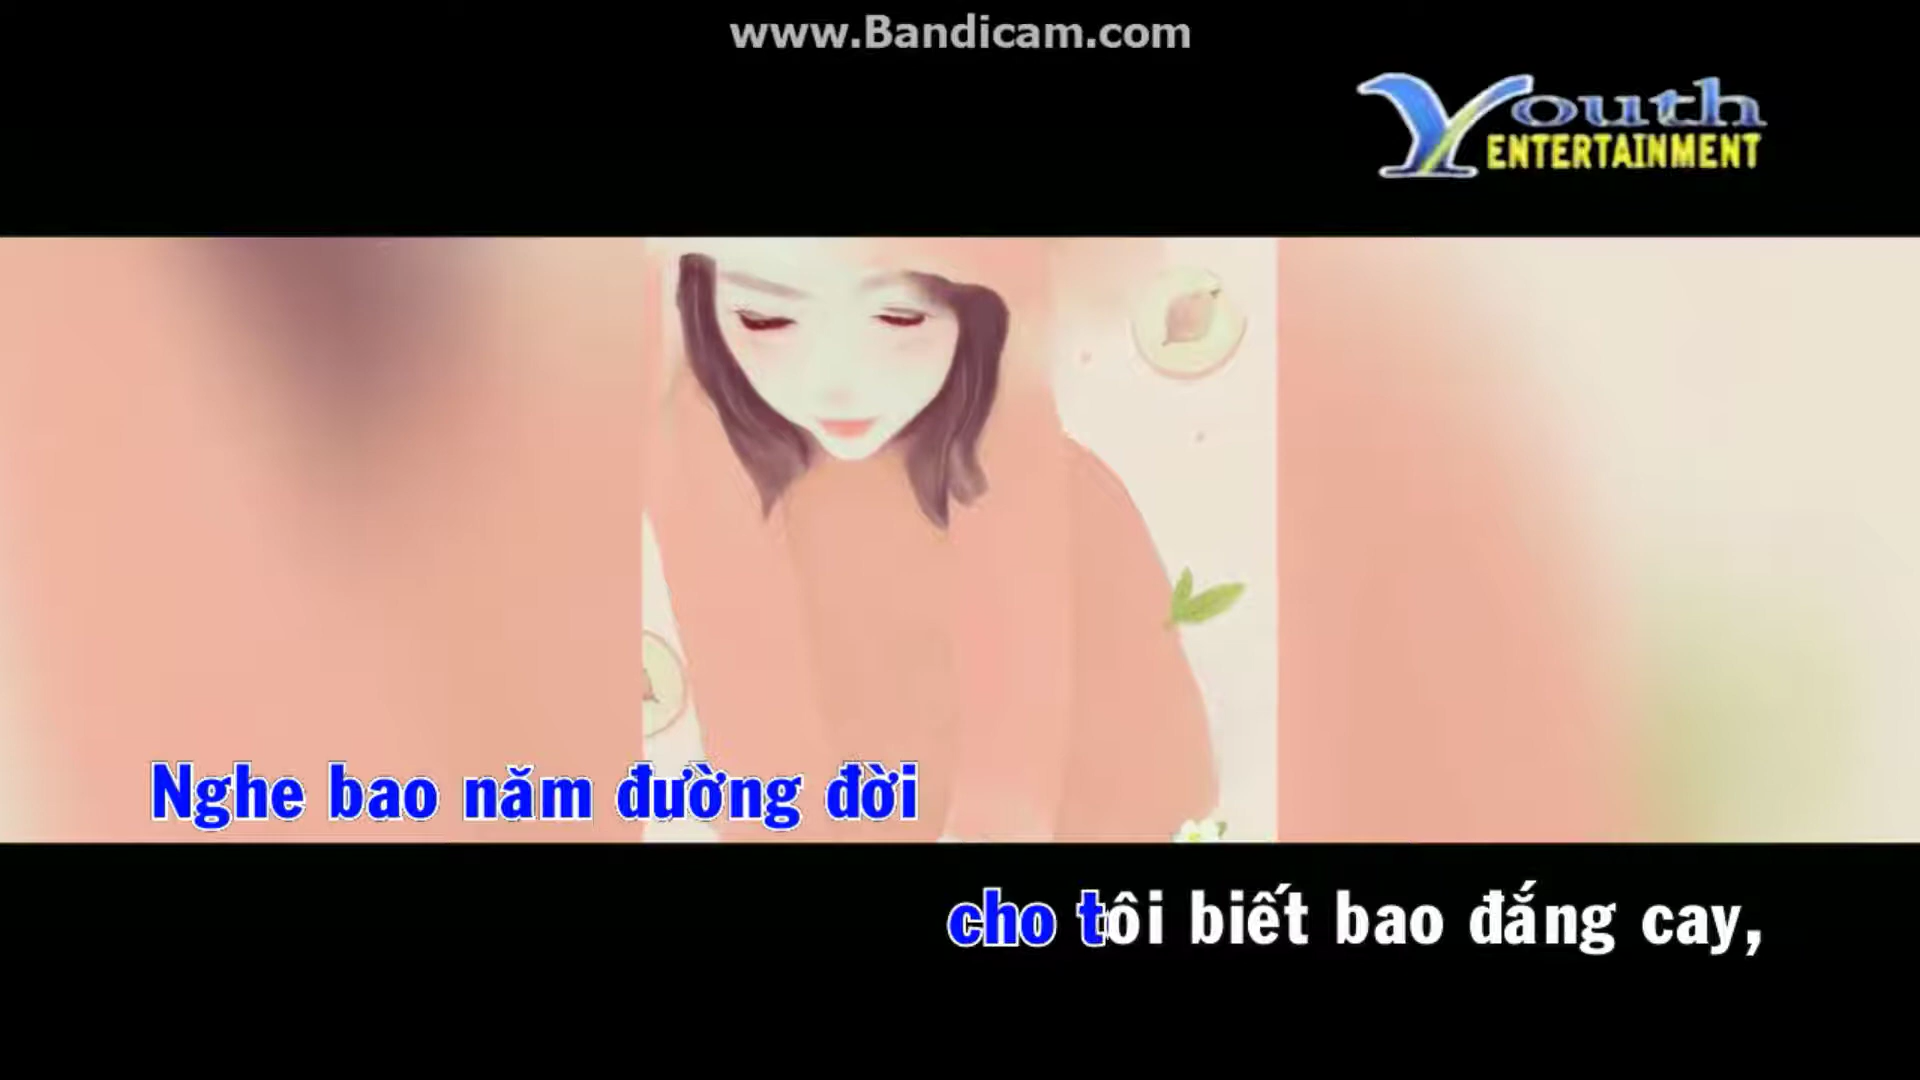 www.Bandicam.com
Youth
ENTERTAINMENT
Nghe bao năm đường đời
cho tôi biết bao đắng cay,